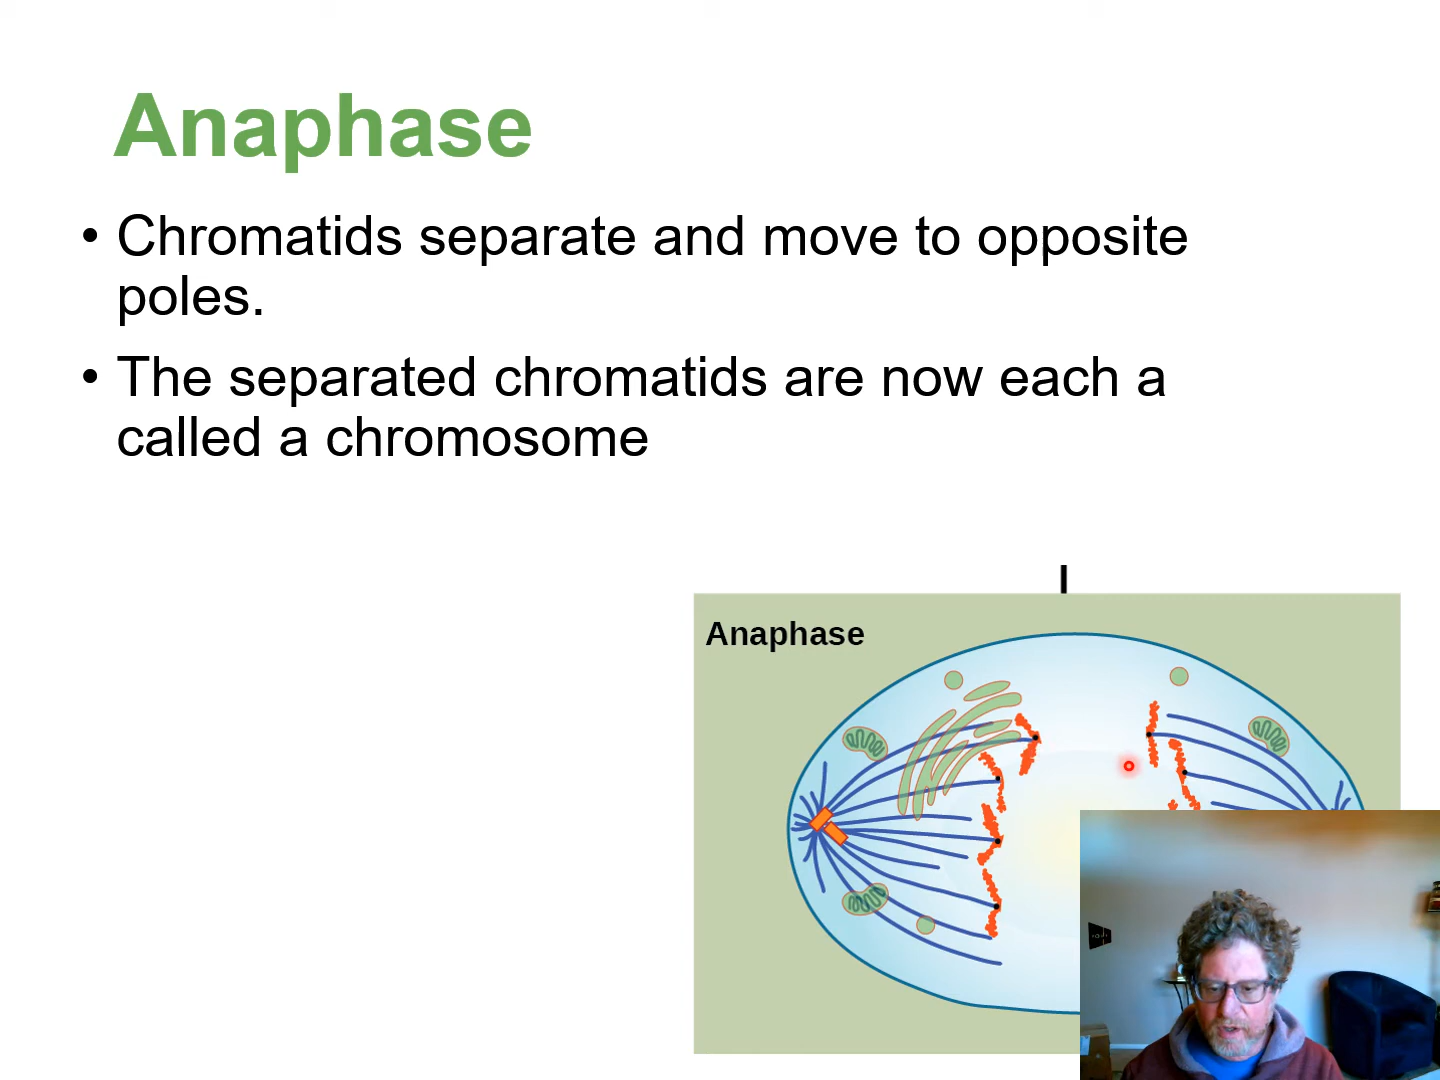 Anaphase
• Chromatids separate and move to opposite
poles.
• The separated chromatids are now each a
called a chromosome
Anaphase